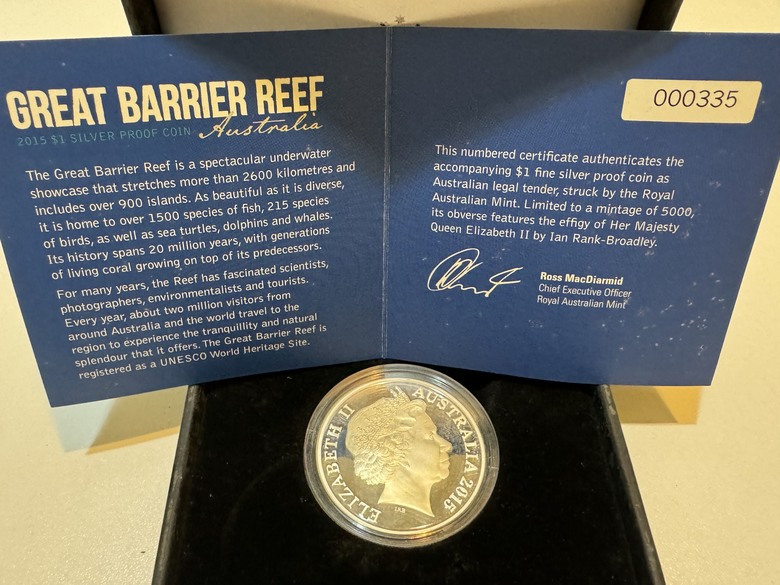 GREAT BARRIER REEF
2015 $1 SILVER PROOF COIN Australia
The Great Barrier Reef is a spectacular underwater
showcase that stretches more than 2600 kilometres and
includes over 900 islands. As beautiful as it is diverse,
it is home to over 1500 species of fish, 215 species
of birds, as well as sea turtles, dolphins and whales.
Its history spans 20 million years, with generations
of living coral growing on top of its predecessors.
For many years, the Reef has fascinated scientists,
photographers, environmentalists and tourists.
Every year, about two million visitors from
around Australia and the world travel to the
region to experience the tranquillity and natural
splendour that it offers. The Great Barrier Reef is
registered as a UNESCO World Heritage Site.
000335
This numbered certificate authenticates the
accompanying $1 fine silver proof coin as
Australian legal tender, struck by the Royal
Australian Mint. Limited to a mintage of 5000,
its obverse features the effigy of Her Majesty
Queen Elizabeth II by Ian Rank-Broadley.
Ross MacDiarmid
Chief Executive Officer
Royal Australian Mint
ELIZABETH II AUSTRALIA 2015
IRB